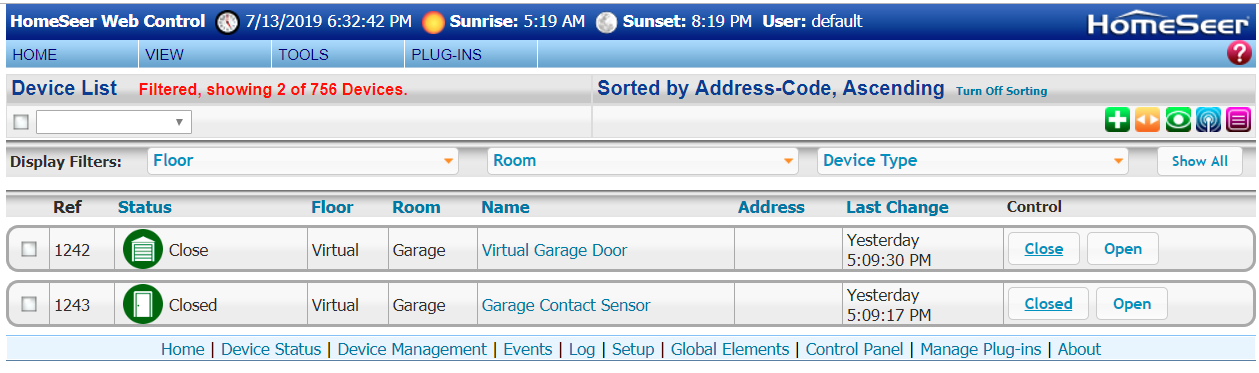 HomeSeer Web Control 7/13/2019 6:32:42 PM Sunrise: 5:19 AM Sunset: 8:19 PM User: default HomeSeer
HOME VIEW TOOLS PLUG-INS ?
Device List Filtered, showing 2 of 756 Devices. Sorted by Address-Code, Ascending Turn Off Sorting
Display Filters: Floor Room Device Type Show All
Ref Status Floor Room Name Address Last Change Control
1242 Close Virtual Garage Virtual Garage Door Yesterday 5:09:30 PM Close Open
1243 Closed Virtual Garage Garage Contact Sensor Yesterday 5:09:17 PM Closed Open
Home | Device Status | Device Management | Events | Log | Setup | Global Elements | Control Panel | Manage Plug-ins | About